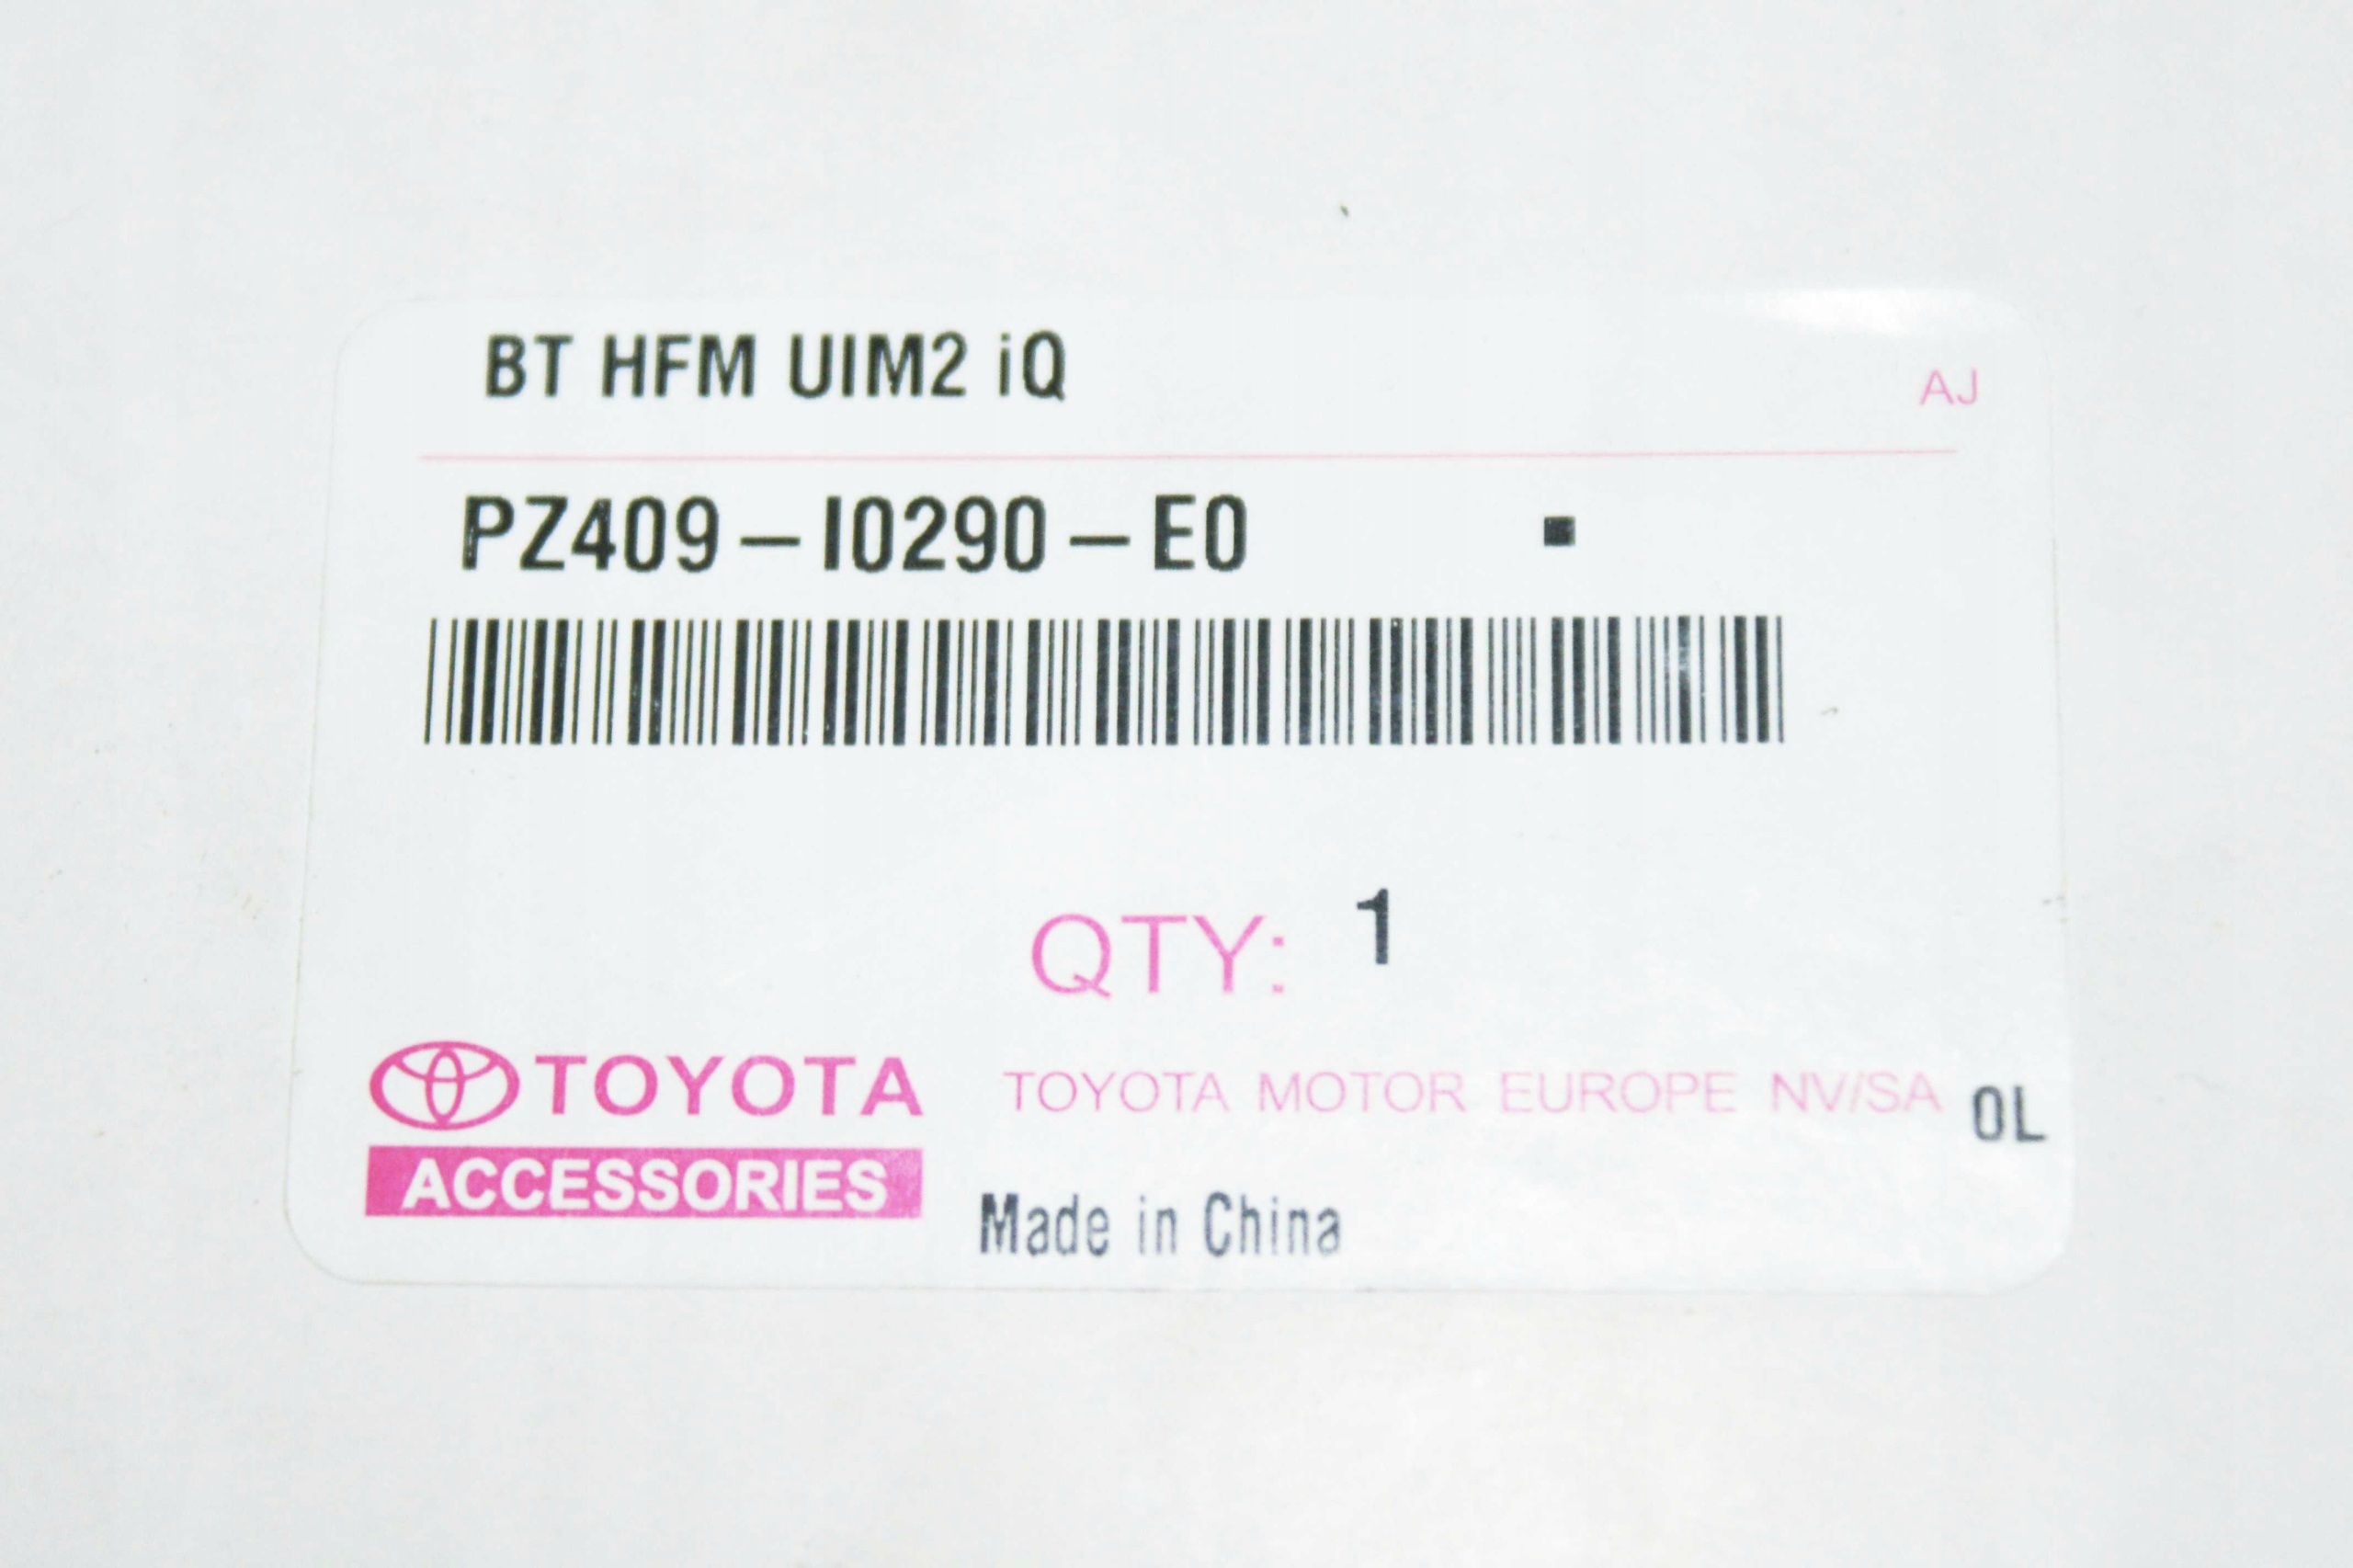 BT HFM UIM2 iQ
AJ
PZ409-I0290-E0
QTY: 1
TOYOTA
ACCESSORIES
TOYOTA MOTOR EUROPE NV/SA 0L
Made in China